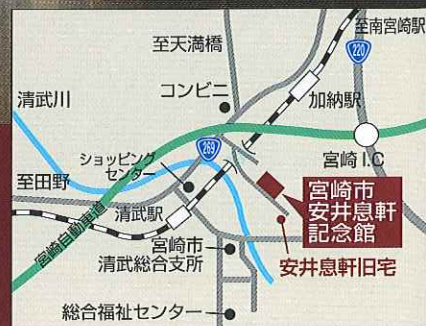 至南宮崎駅
220
至天満橋
コンビニ
加納駅
清武川
宮崎I.C
269
ショッピング
センター
至田野
清武駅
宮崎市
安井息軒
記念館
宮崎自動車道
宮崎市
清武総合支所
安井息軒旧宅
総合福祉センター